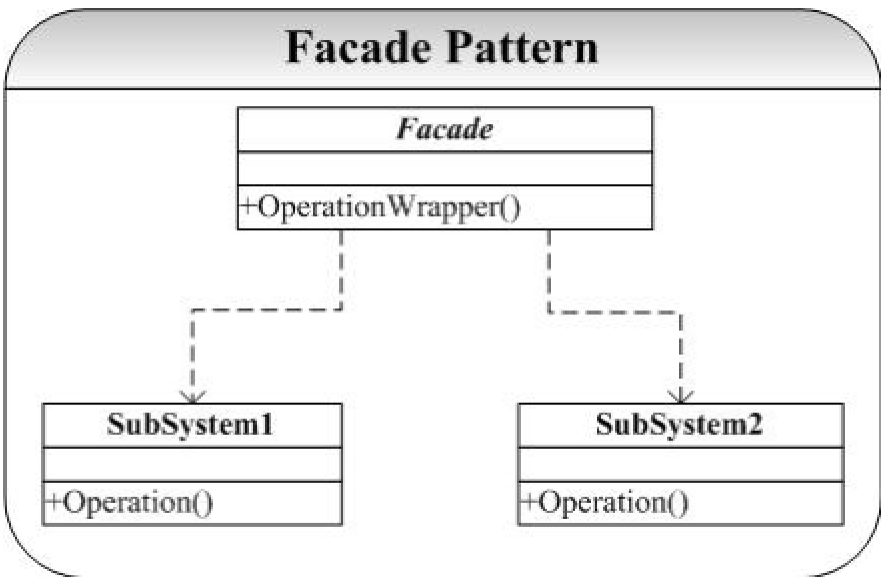 Facade Pattern
Facade
+OperationWrapper()
SubSystem1
+Operation()
SubSystem2
+Operation()